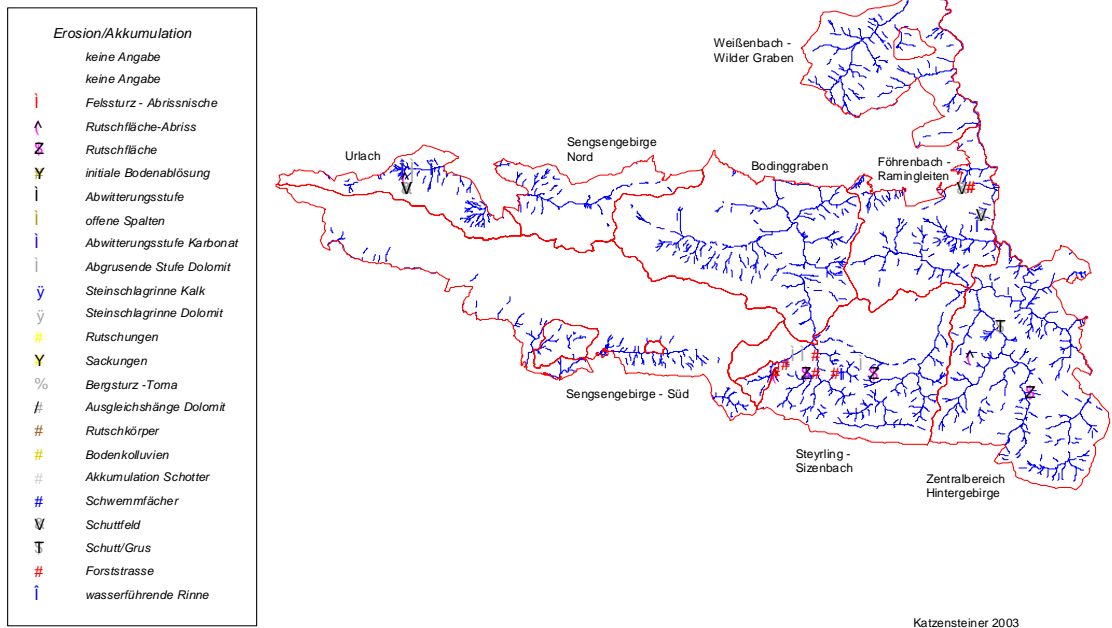 Erosion/Akkumulation
keine Angabe
keine Angabe
Felssturz - Abrissnische
Rutschfläche-Abriss
Rutschfläche
initiale Bodenablösung
Abwitterungsstufe
offene Spalten
Abwitterungsstufe Karbonat
Abgrusende Stufe Dolomit
Steinschlagrinne Kalk
Steinschlagrinne Dolomit
Rutschungen
Sackungen
Bergsturz -Toma
Ausgleichshänge Dolomit
Rutschkörper
Bodenkolluvien
Akkumulation Schotter
Schwemmfächer
Schuttfeld
Schutt/Grus
Forststrasse
wasserführende Rinne
Weißenbach -
Wilder Graben
Urlach
Sengsengebirge
Nord
Bodinggraben
Föhrenbach -
Ramingleiten
Sengsengebirge - Süd
Steyrling -
Sizenbach
Zentralbereich
Hintergebirge
Katzensteiner 2003